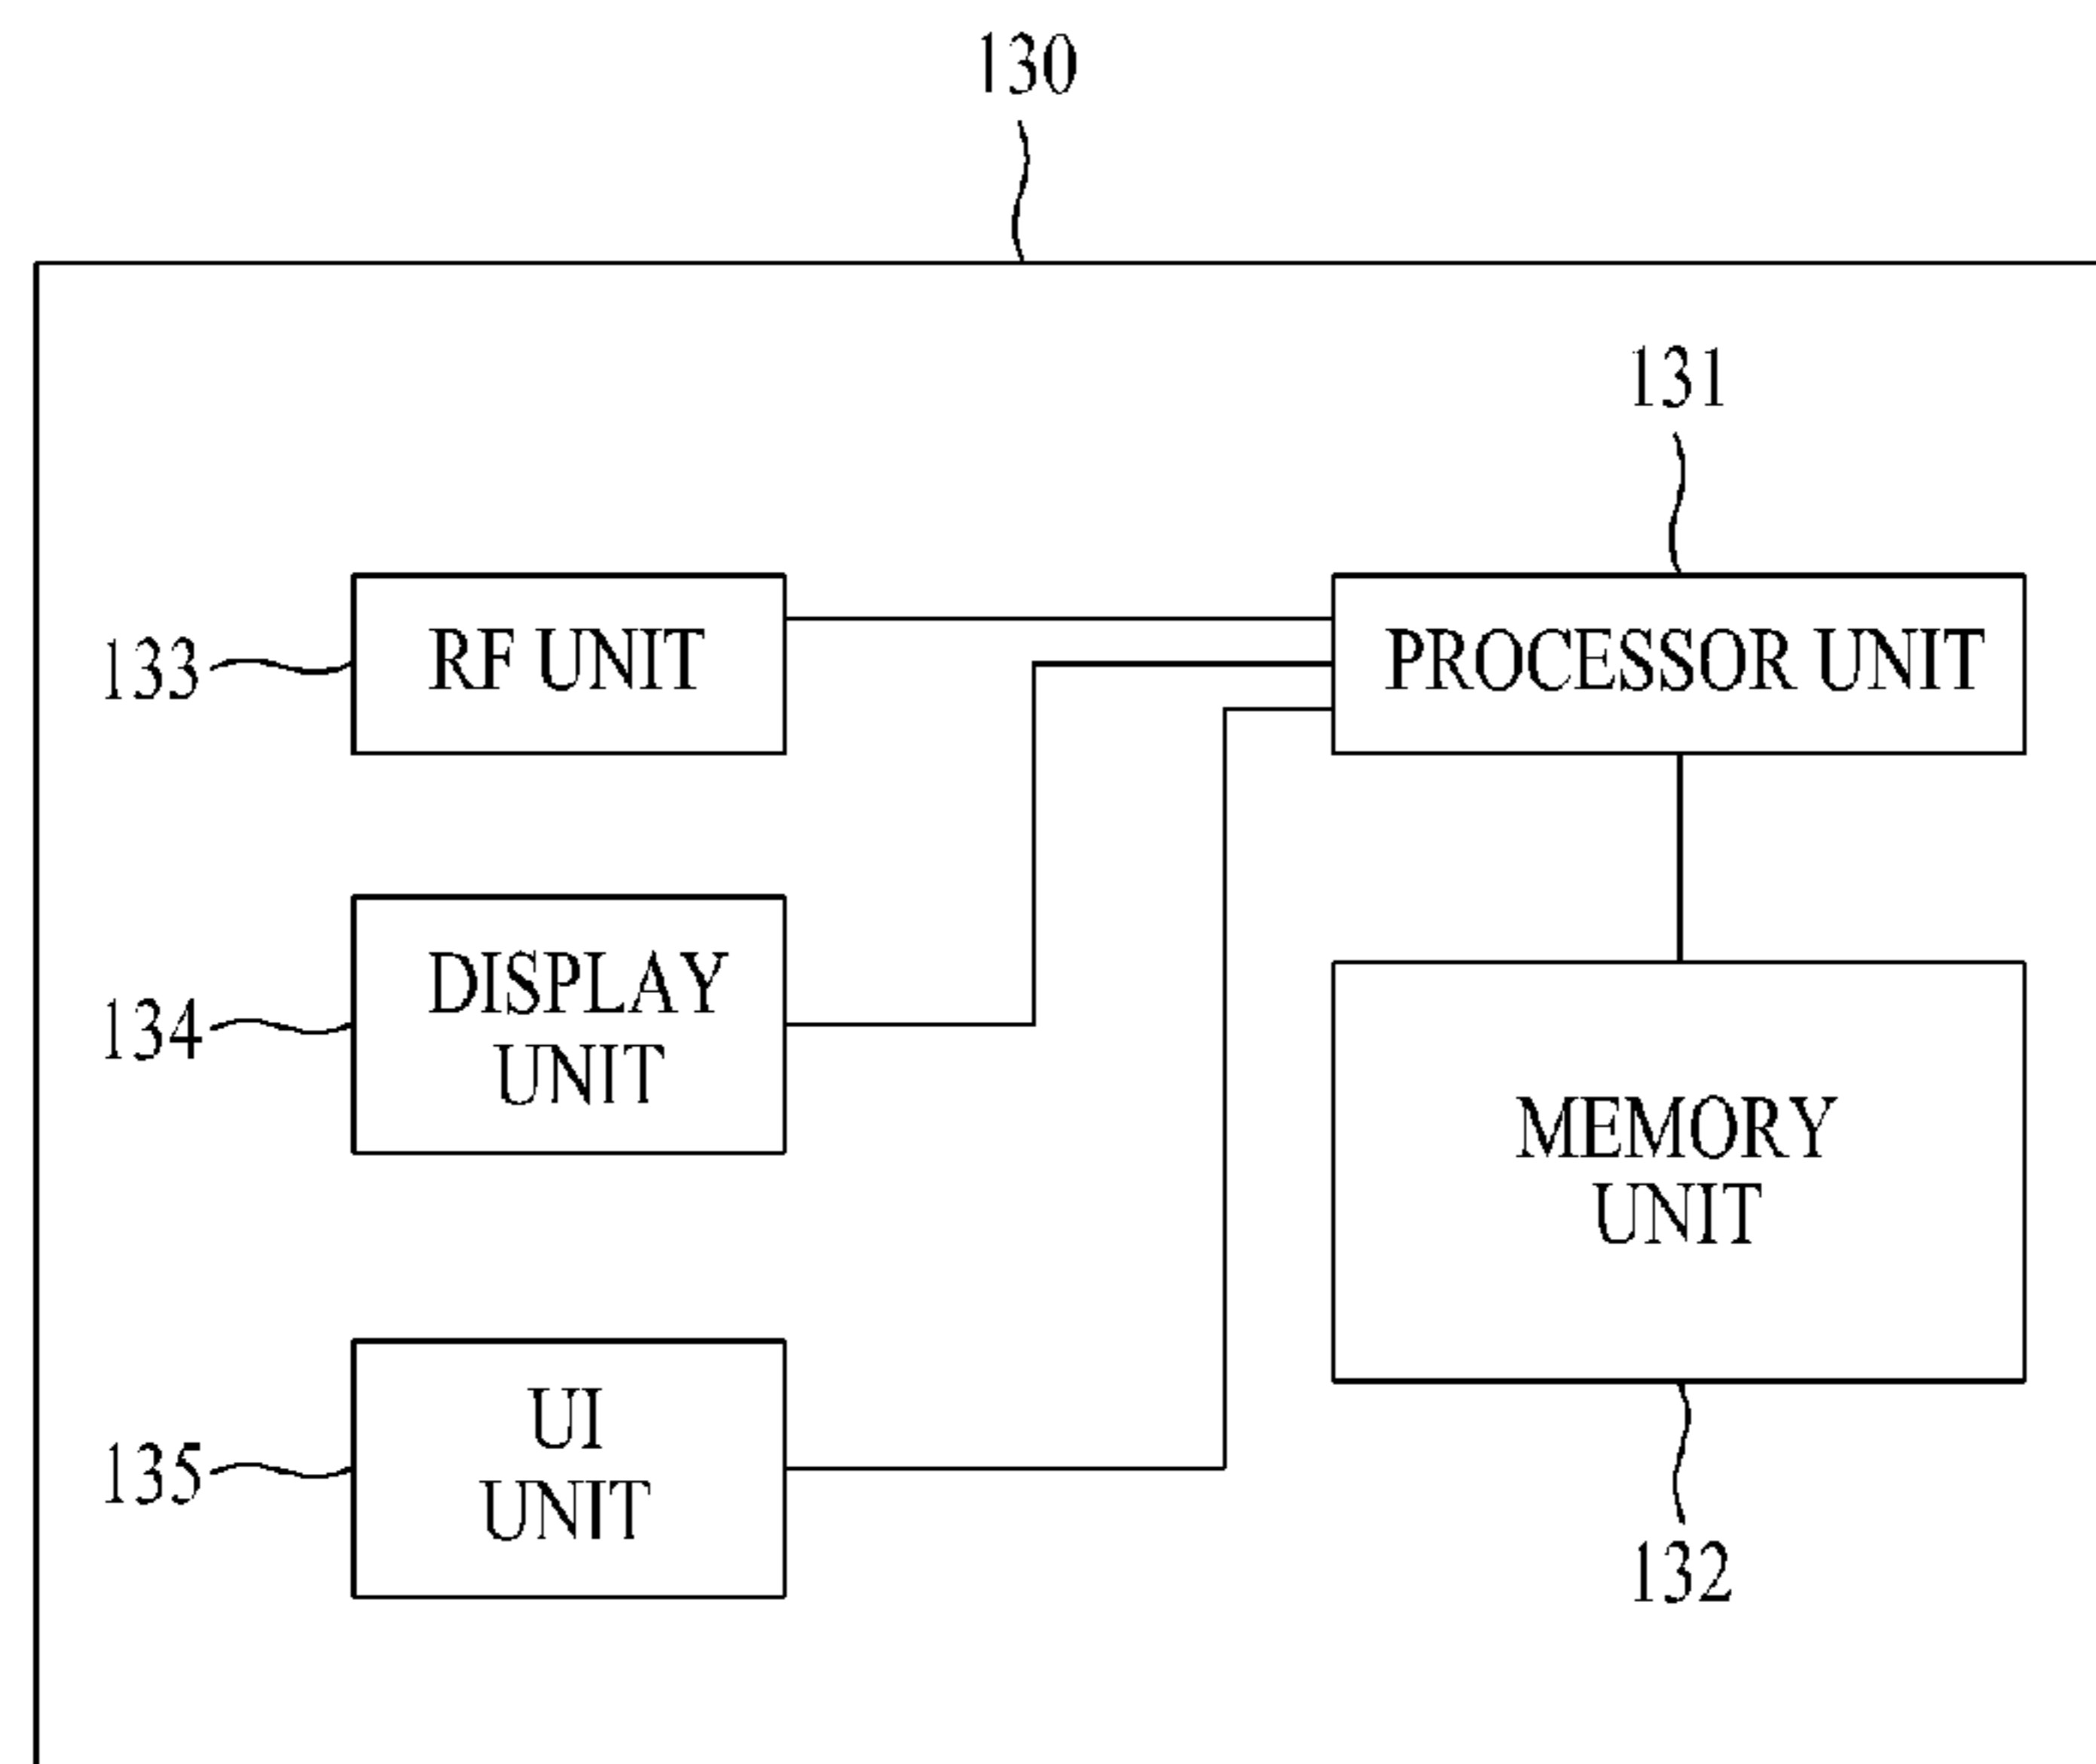 130
131
133
RF UNIT
PROCESSOR UNIT
134
DISPLAY
UNIT
MEMORY
UNIT
135
UI
UNIT
132